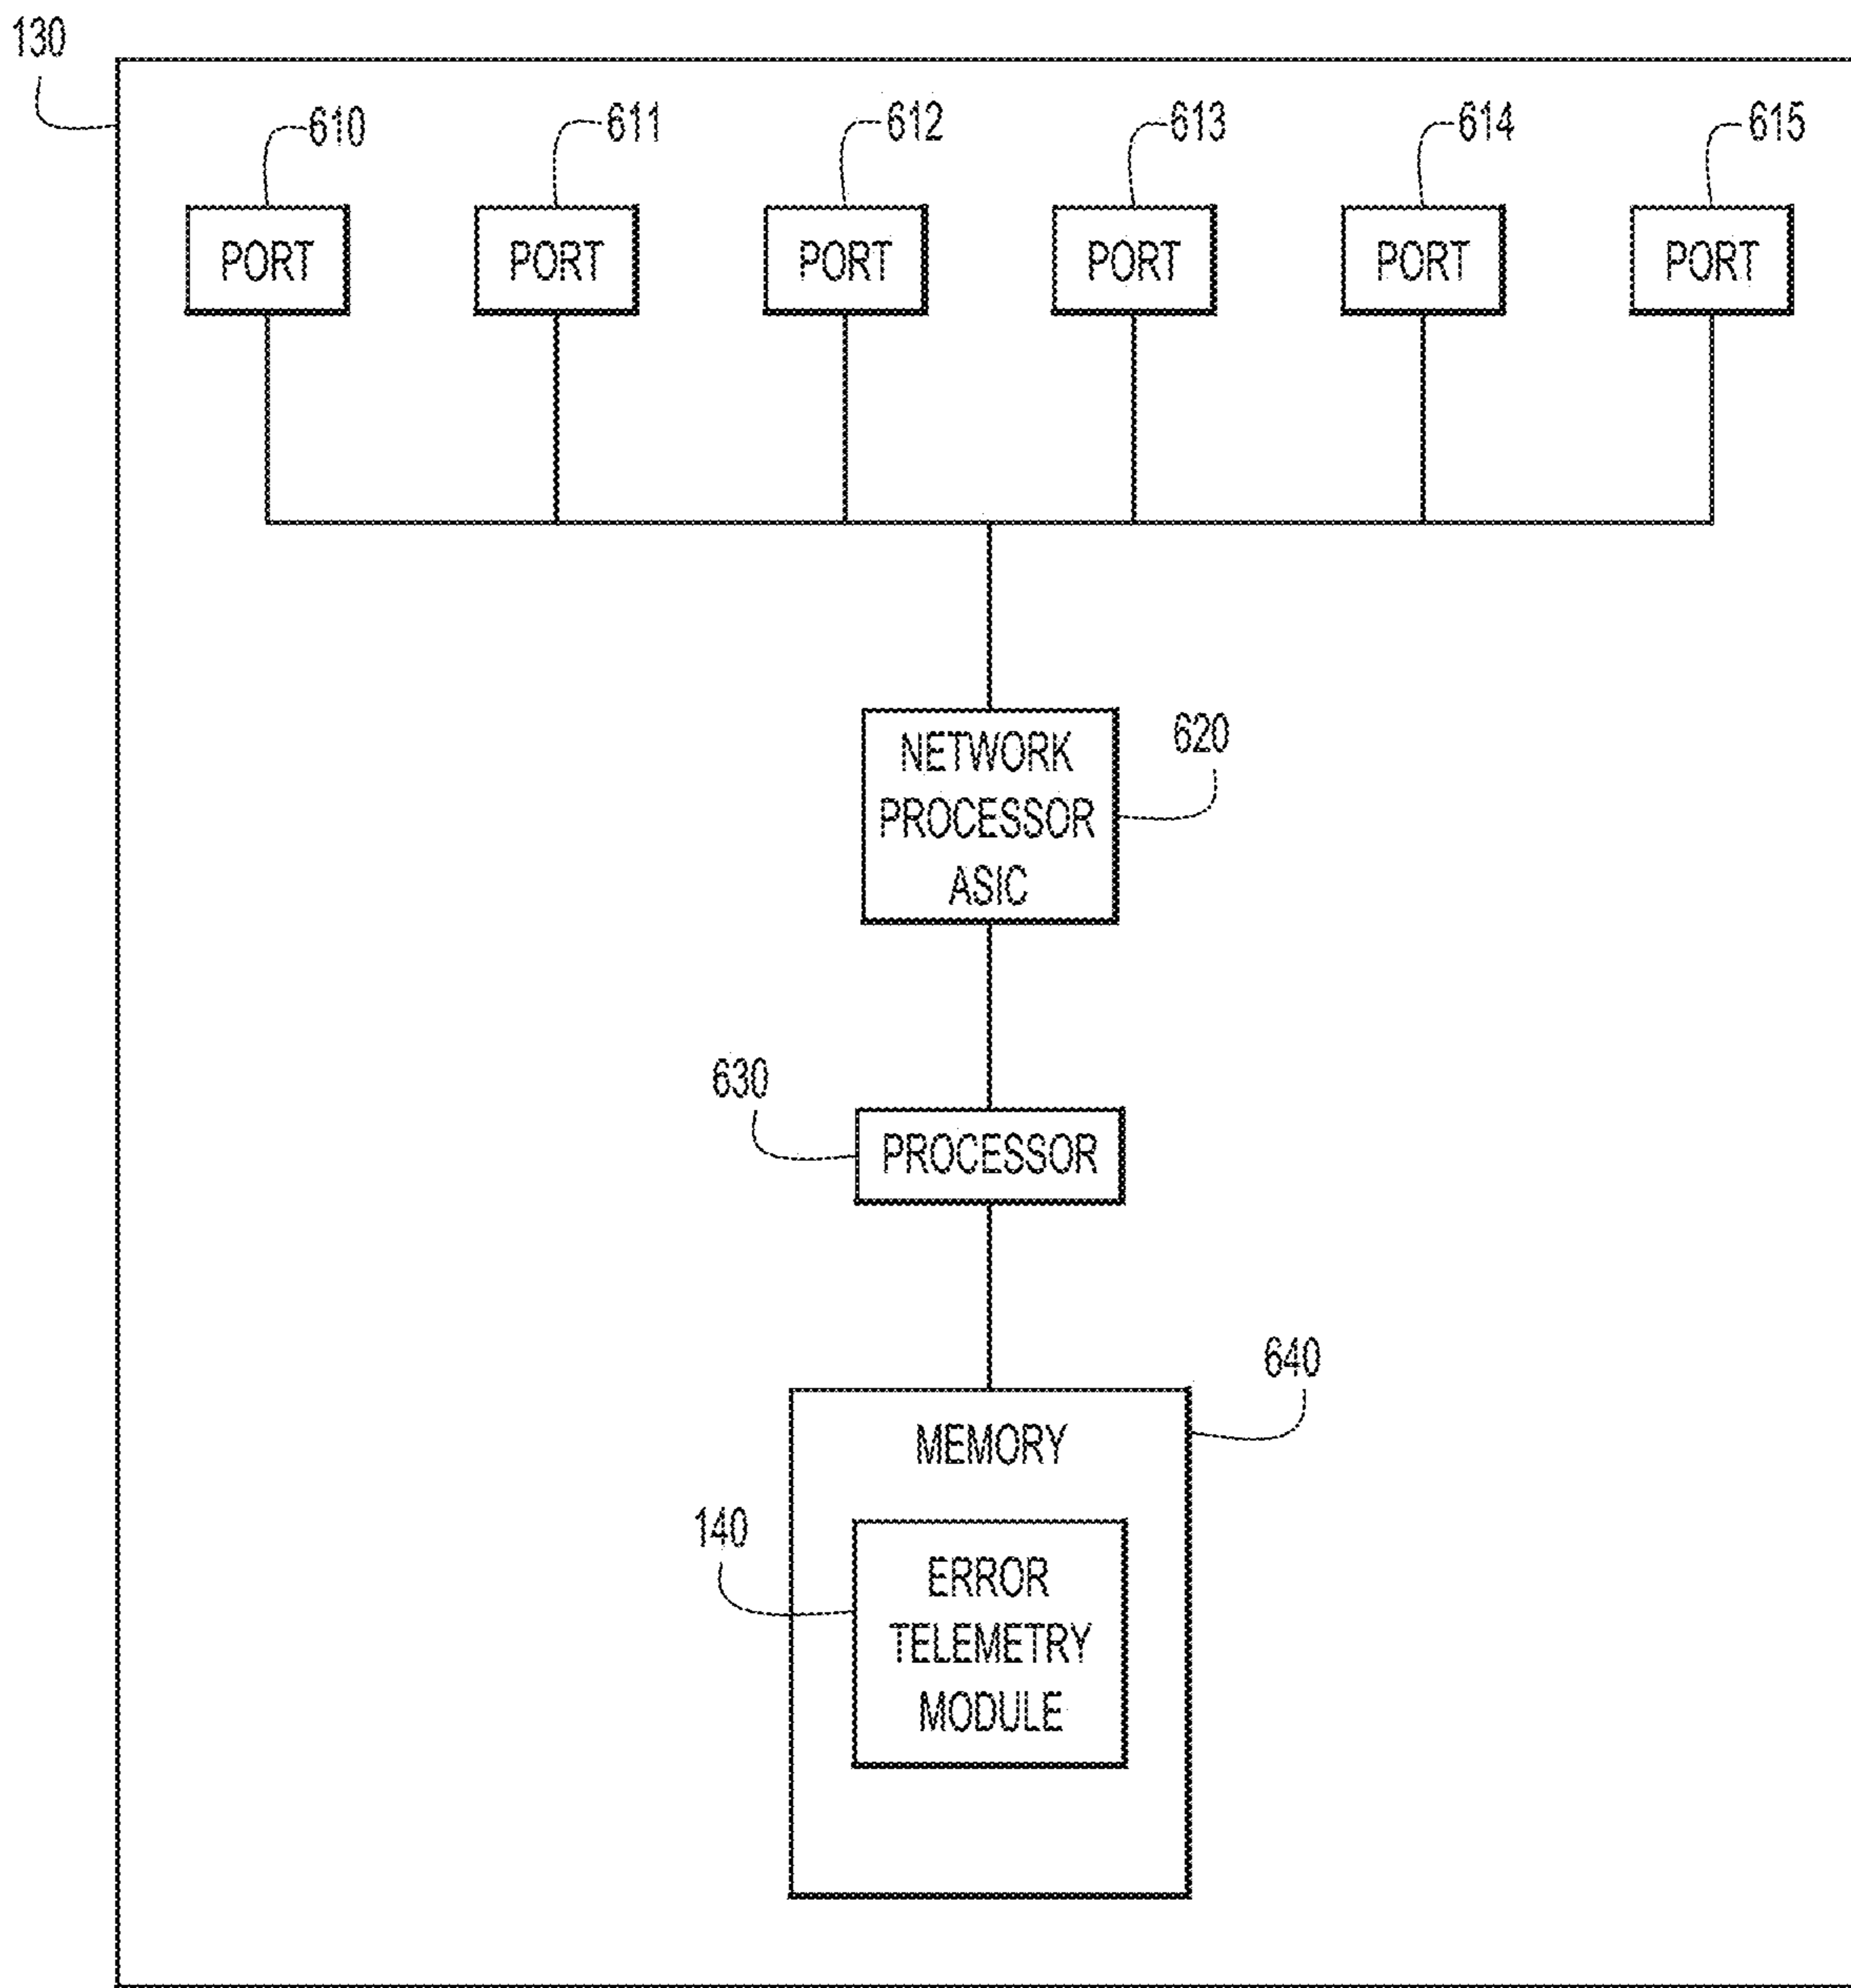 130
610
611
612
613
614
615
PORT
PORT
PORT
PORT
PORT
PORT
NETWORK
PROCESSOR
ASIC
620
630
PROCESSOR
640
MEMORY
140
ERROR
TELEMETRY
MODULE